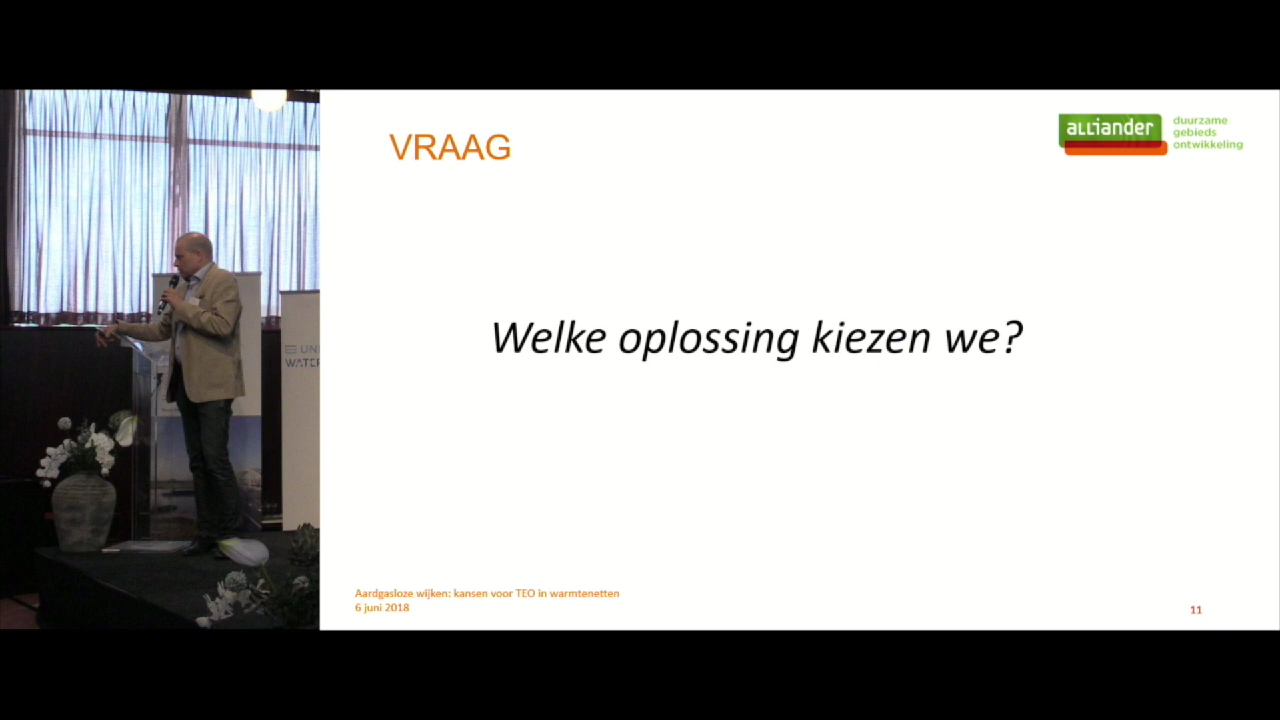 VRAAG
alliander
duurzame
gebieds
ontwikkeling
Welke oplossing kiezen we?
Aardgasloze wijken: kansen voor TEO in warmtenetten
6 juni 2018
11